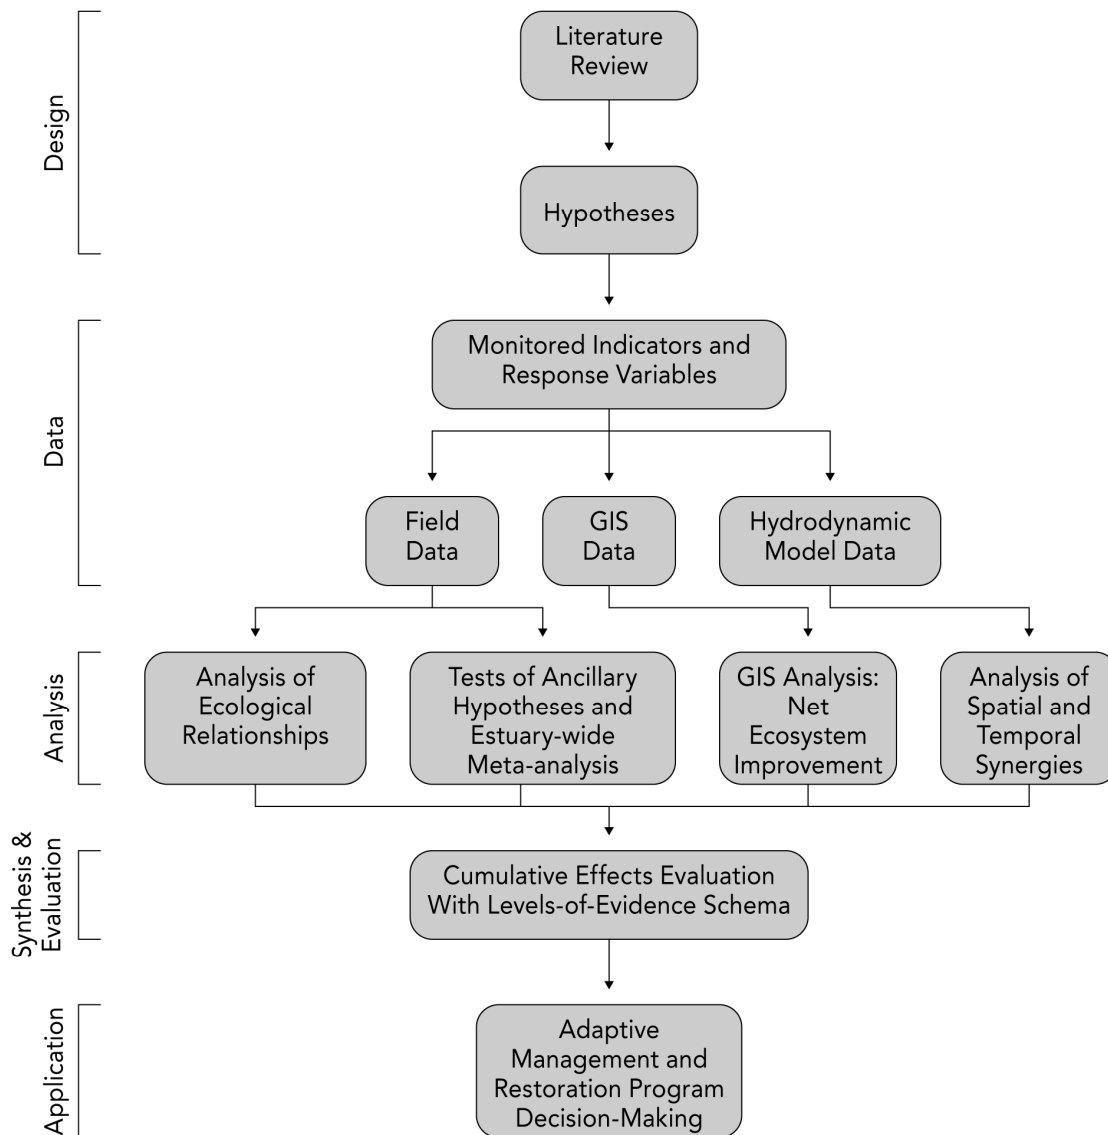 Design
Literature
Review
Hypotheses
Data
Monitored Indicators and
Response Variables
Field
Data
GIS
Data
Hydrodynamic
Model Data
Analysis
Analysis of
Ecological
Relationships
Tests of Ancillary
Hypotheses and
Estuary-wide
Meta-analysis
GIS Analysis:
Net
Ecosystem
Improvement
Analysis of
Spatial and
Temporal
Synergies
Synthesis &
Evaluation
Cumulative Effects Evaluation
With Levels-of-Evidence Schema
Application
Adaptive
Management and
Restoration Program
Decision-Making